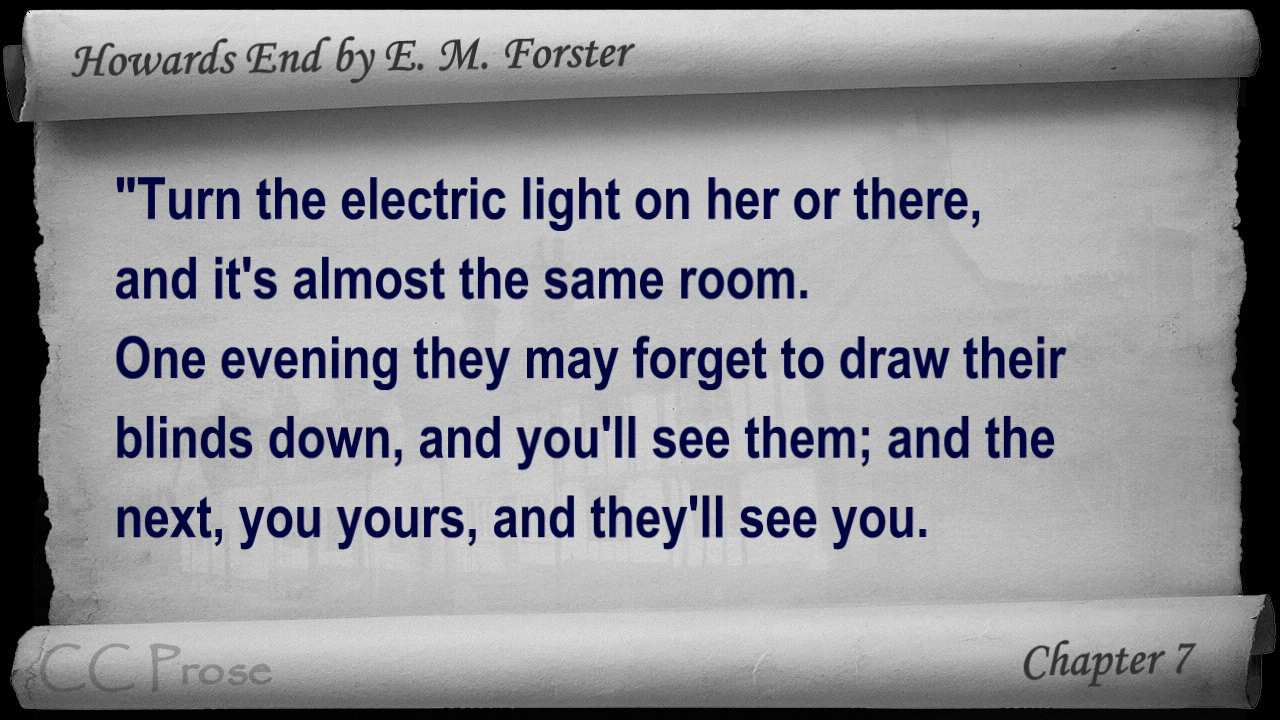 Howards End by E. M. Forster
"Turn the electric light on her or there,
and it's almost the same room.
One evening they may forget to draw their
blinds down, and you'll see them; and the
next, you yours, and they'll see you.
CC Prose
Chapter 7